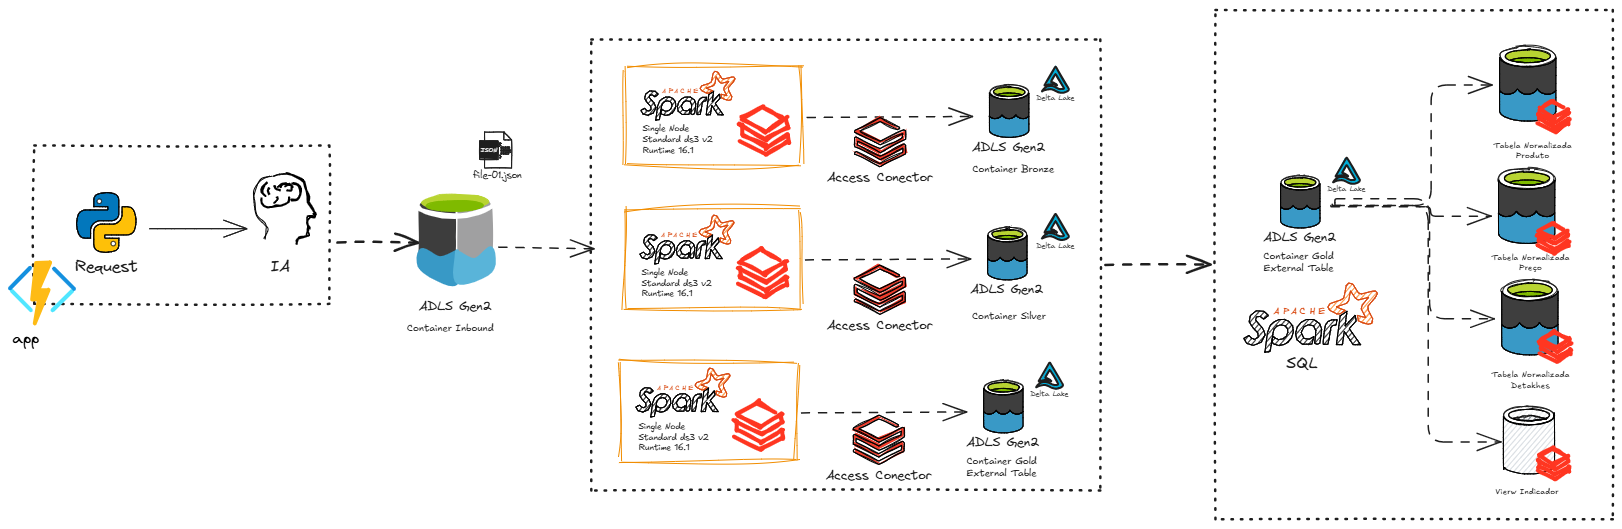 Request
IA
app
JSON
file-01.json
ADLS Gen2
Container Inbound
APACHE
Spark
Single Node
Standard ds3 v2
Runtime 16.1
Access Conector
Delta Lake
ADLS Gen2
Container Bronze
APACHE
Spark
Single Node
Standard ds3 v2
Runtime 16.1
Access Conector
Delta Lake
ADLS Gen2
Container Silver
APACHE
Spark
Single Node
Standard ds3 v2
Runtime 16.1
Access Conector
Delta Lake
ADLS Gen2
Container Gold
External Table
Delta Lake
ADLS Gen2
Container Gold
External Table
APACHE
Spark
SQL
Tabela Normalizada
Produto
Tabela Normalizada
Preço
Tabela Normalizada
Detakhes
Vierw Indicador